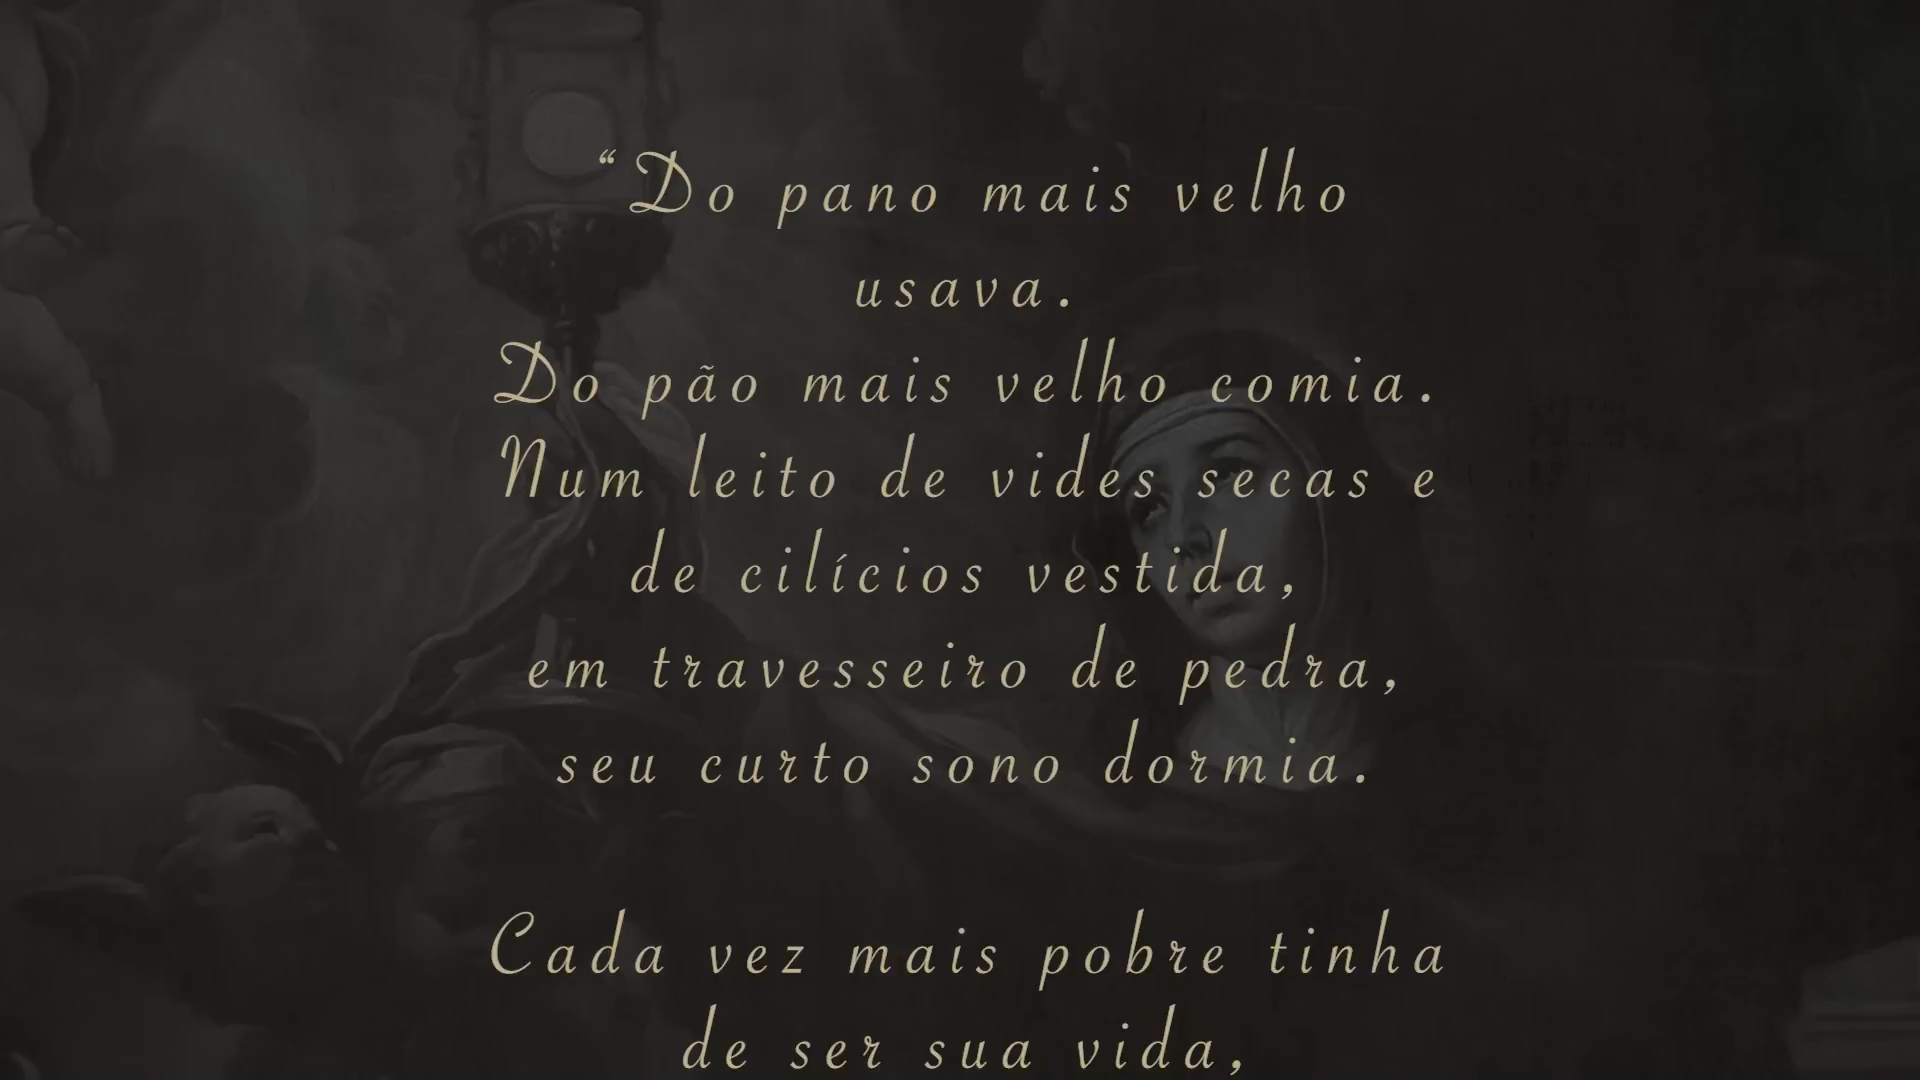 “Do pano mais velho
usava.
Do pão mais velho comia.
Num leito de vides secas e
de cilícios vestida,
em travesseiro de pedra,
seu curto sono dormia.
Cada vez mais pobre tinha
de ser sua vida,